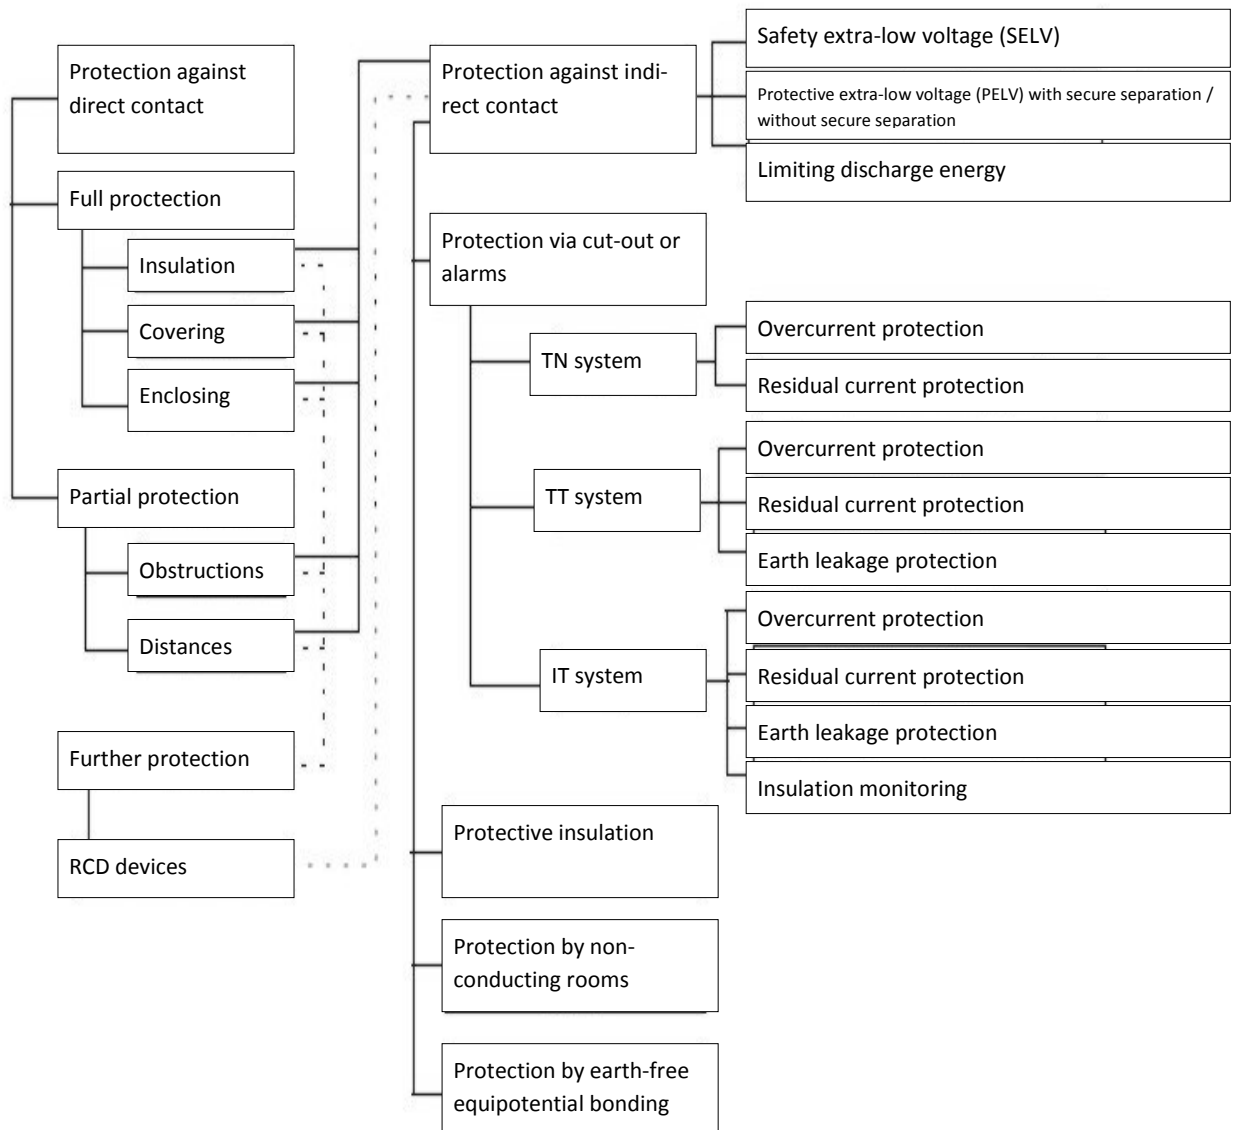 Protection against
direct contact
Full proctection
Insulation
Covering
Enclosing
Partial protection
Obstructions
Distances
Further protection
RCD devices
Protection against indi-
rect contact
Safety extra-low voltage (SELV)
Protective extra-low voltage (PELV) with secure separation /
without secure separation
Limiting discharge energy
Protection via cut-out or
alarms
TN system
Overcurrent protection
Residual current protection
TT system
Overcurrent protection
Residual current protection
Earth leakage protection
IT system
Overcurrent protection
Residual current protection
Earth leakage protection
Insulation monitoring
Protective insulation
Protection by non-
conducting rooms
Protection by earth-free
equipotential bonding